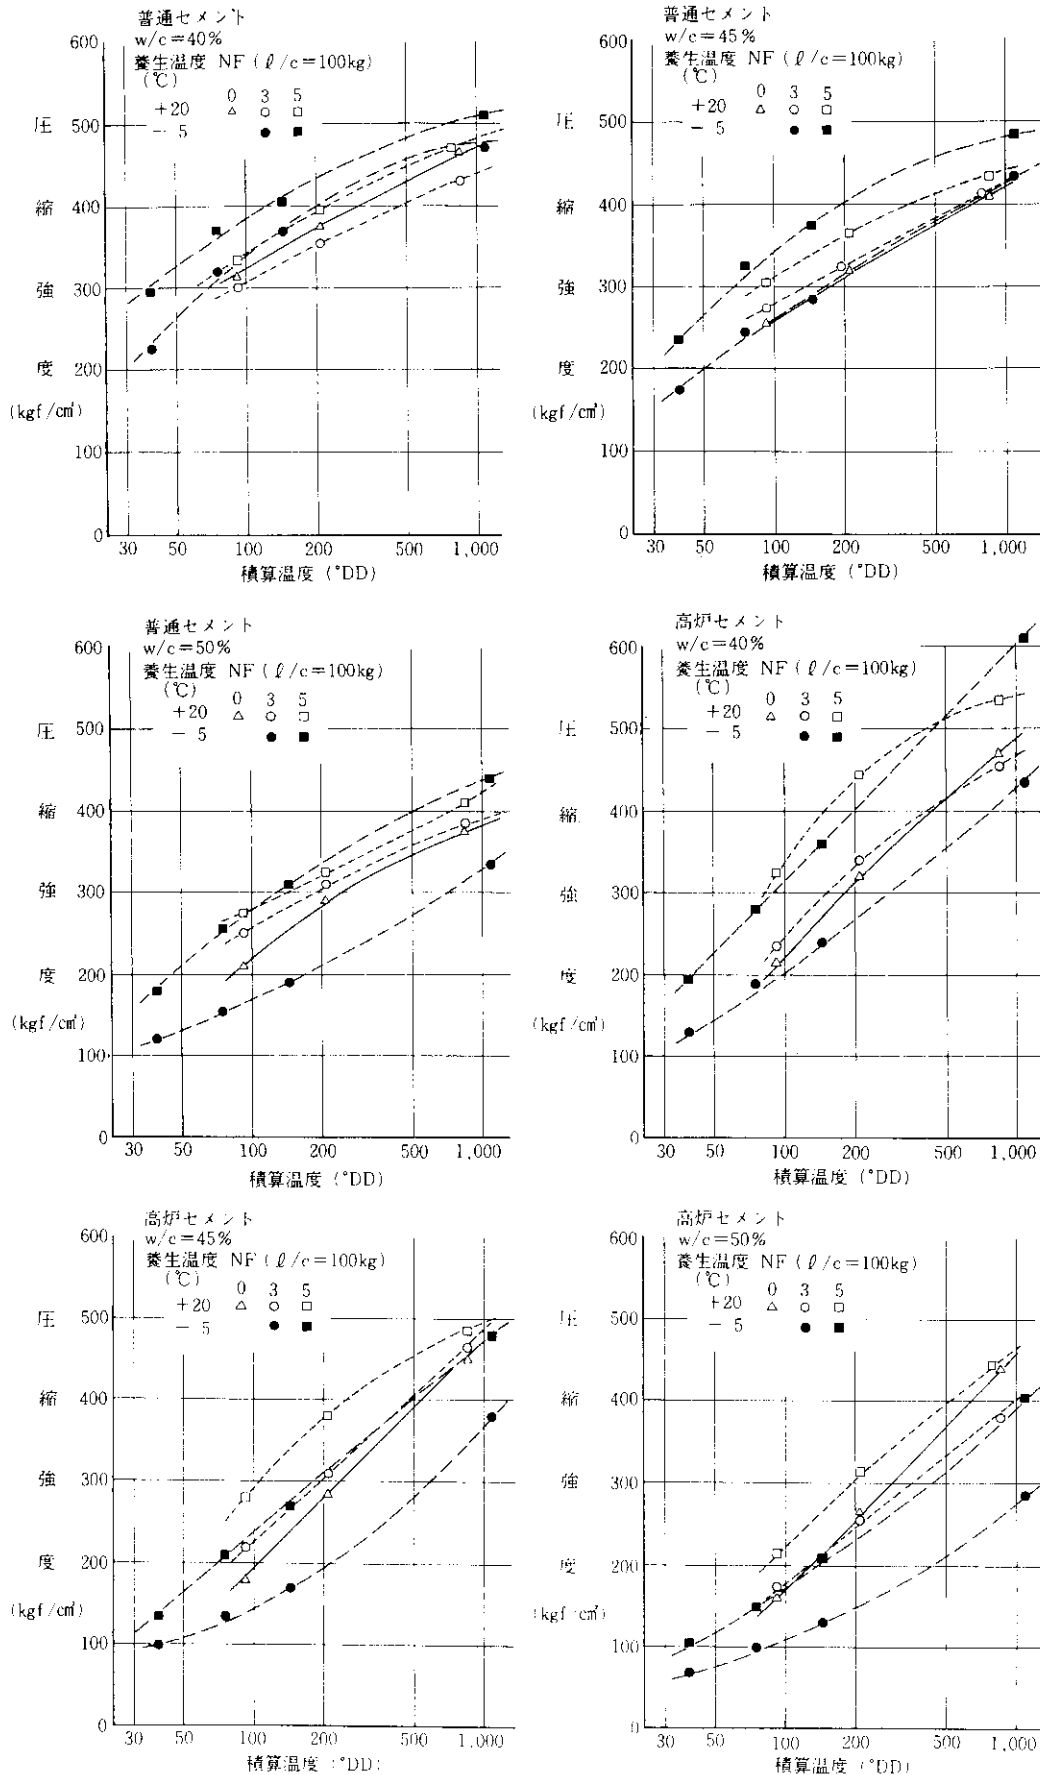 普通セメント
w/c=40%
養生温度 NF (ℓ/c=100kg)
(℃) 0 3 5
+20 △ ○ □
− 5 ● ■
600
500
400
300
200
100
0
圧
縮
強
度
(kgf/cm²)
30 50 100 200 500 1,000
積算温度 (°DD)
普通セメント
w/c=45%
養生温度 NF (ℓ/c=100kg)
(℃) 0 3 5
+20 △ ○ □
− 5 ● ■
600
500
400
300
200
100
0
圧
縮
強
度
(kgf/cm²)
30 50 100 200 500 1,000
積算温度 (°DD)
普通セメント
w/c=50%
養生温度 NF (ℓ/c=100kg)
(℃) 0 3 5
+20 △ ○ □
− 5 ● ■
600
500
400
300
200
100
0
圧
縮
強
度
(kgf/cm²)
30 50 100 200 500 1,000
積算温度 (°DD)
高炉セメント
w/c=40%
養生温度 NF (ℓ/c=100kg)
(℃) 0 3 5
+20 △ ○ □
− 5 ● ■
600
500
400
300
200
100
0
圧
縮
強
度
(kgf/cm²)
30 50 100 200 500 1,000
積算温度 (°DD)
高炉セメント
w/c=45%
養生温度 NF (ℓ/c=100kg)
(℃) 0 3 5
+20 △ ○ □
− 5 ● ■
600
500
400
300
200
100
0
圧
縮
強
度
(kgf/cm²)
30 50 100 200 500 1,000
積算温度 (°DD)
高炉セメント
w/c=50%
養生温度 NF (ℓ/c=100kg)
(℃) 0 3 5
+20 △ ○ □
− 5 ● ■
600
500
400
300
200
100
0
圧
縮
強
度
(kgf/cm²)
30 50 100 200 500 1,000
積算温度 (°DD)